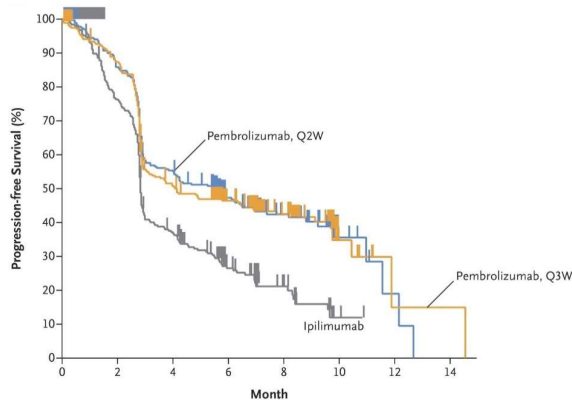 Progression-free Survival (%)
100
90
80
70
60
50
40
30
20
10
0
Pembrolizumab, Q2W
Pembrolizumab, Q3W
Ipilimumab
0 2 4 6 8 10 12 14
Month